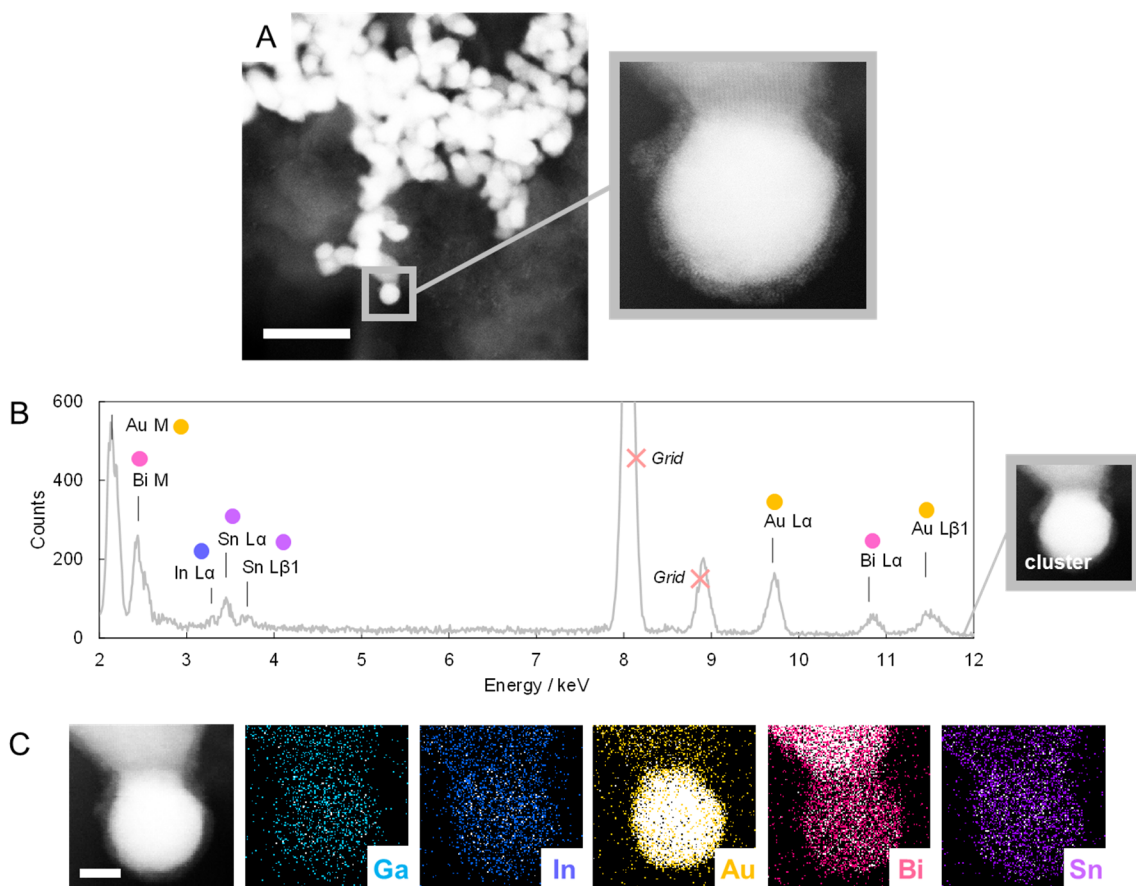 A
B
600
400
200
0
Counts
Au M
Bi M
In Lα
Sn Lα
Sn Lβ1
Grid
Grid
Au Lα
Bi Lα
Au Lβ1
cluster
2 3 4 5 6 7 8 9 10 11 12
Energy / keV
C
Ga
In
Au
Bi
Sn